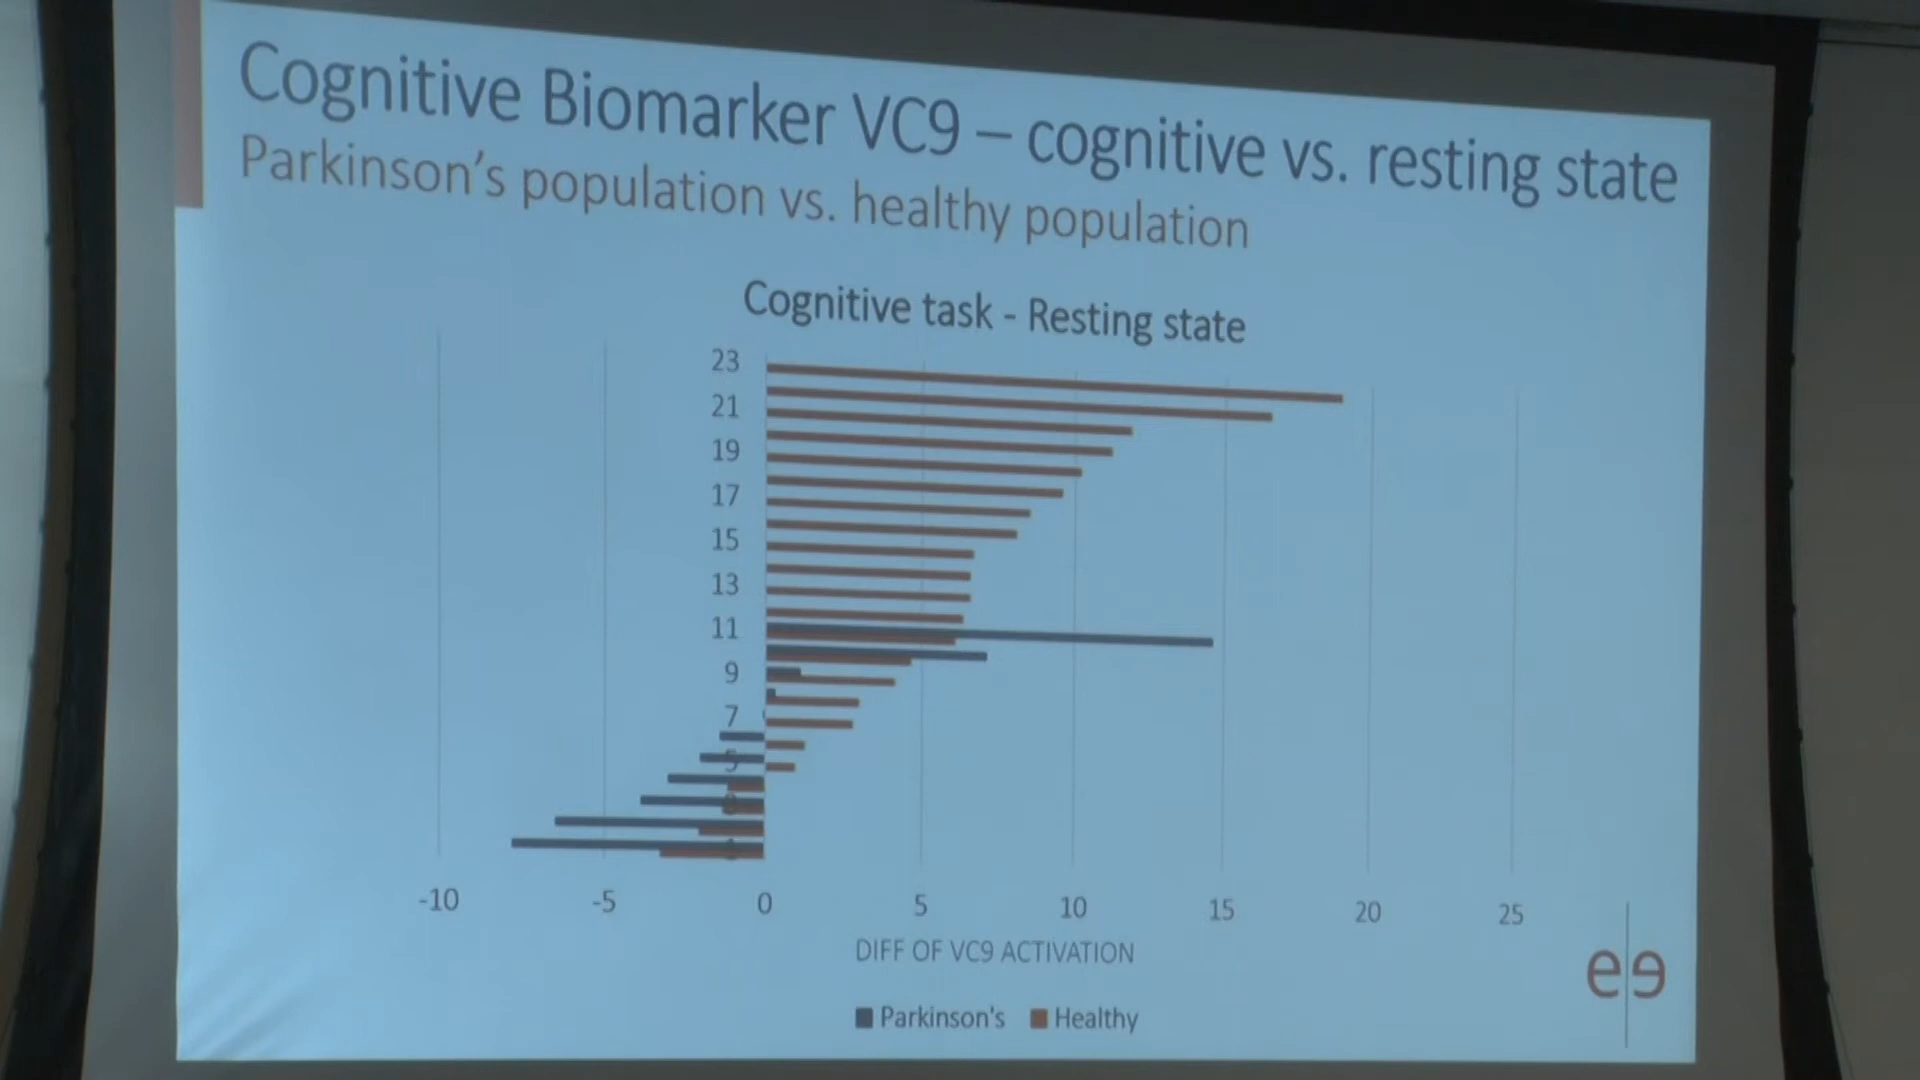 Cognitive Biomarker VC9 – cognitive vs. resting state
Parkinson's population vs. healthy population
Cognitive task - Resting state
23
21
19
17
15
13
11
9
7
5
-10 -5 0 5 10 15 20 25
DIFF OF VC9 ACTIVATION
Parkinson's Healthy
ee